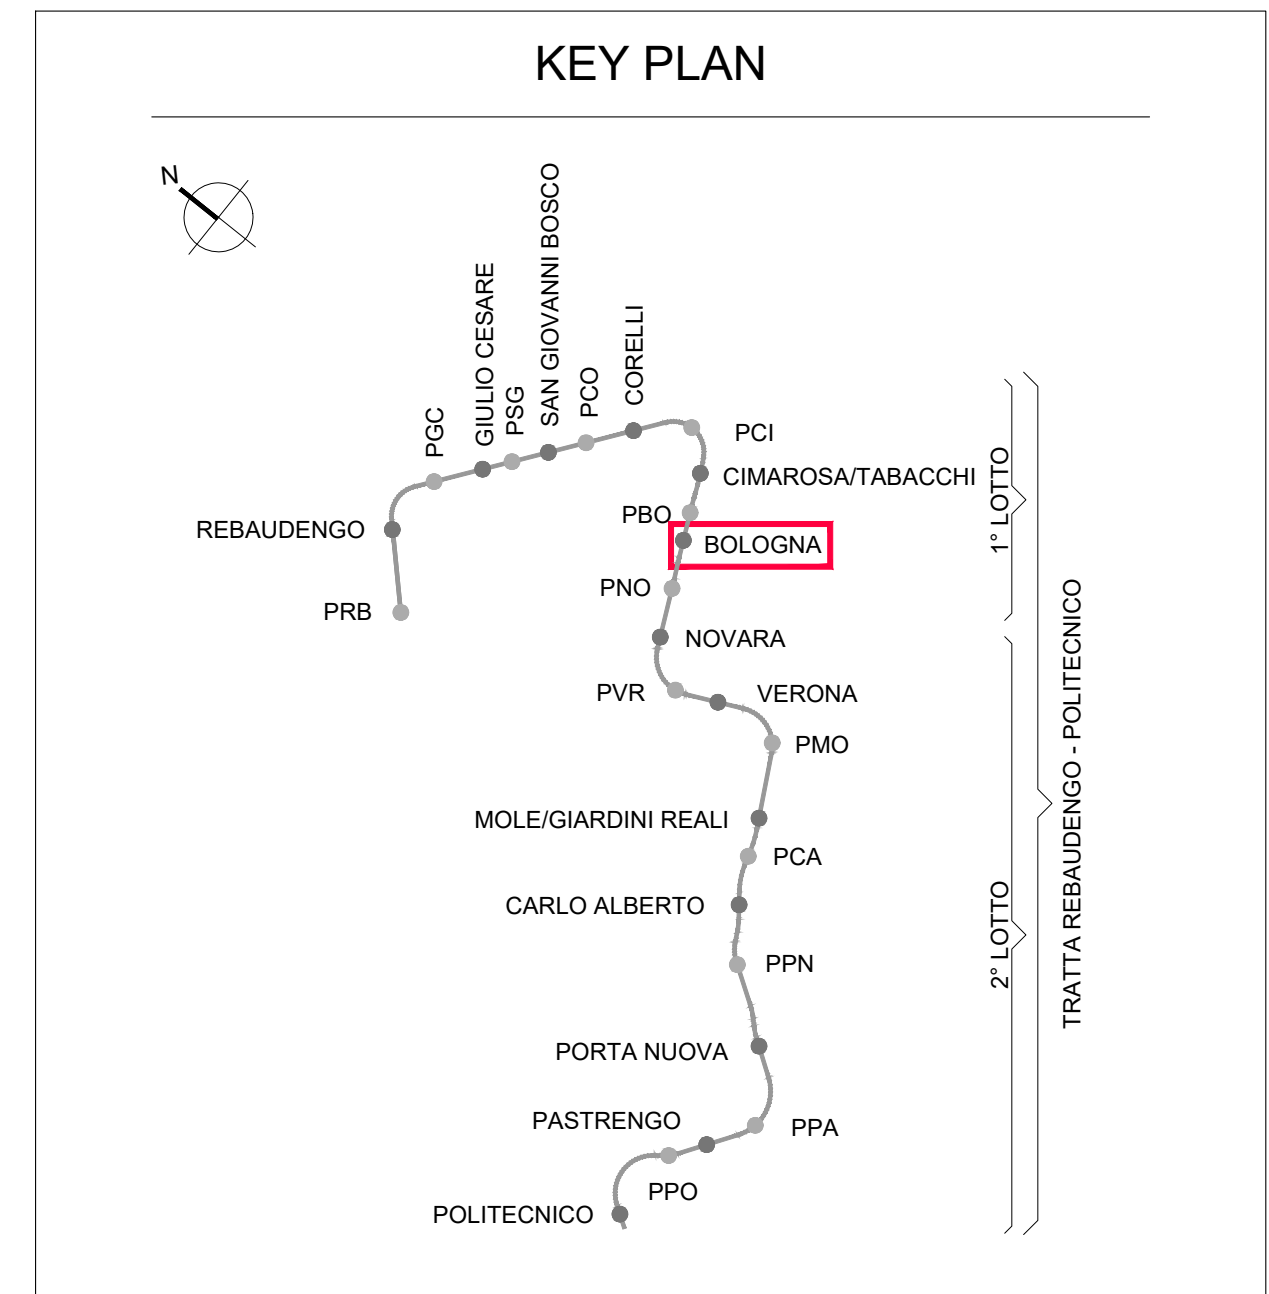 KEY PLAN
N
PGC
GIULIO CESARE
PSG
SAN GIOVANNI BOSCO
PCO
CORELLI
PCI
CIMAROSA/TABACCHI
PBO
REBAUDENGO
BOLOGNA
PNO
PRB
NOVARA
PVR
VERONA
PMO
MOLE/GIARDINI REALI
PCA
CARLO ALBERTO
PPN
PORTA NUOVA
PASTRENGO
PPA
PPO
POLITECNICO
1° LOTTO
2° LOTTO
TRATTA REBAUDENGO - POLITECNICO